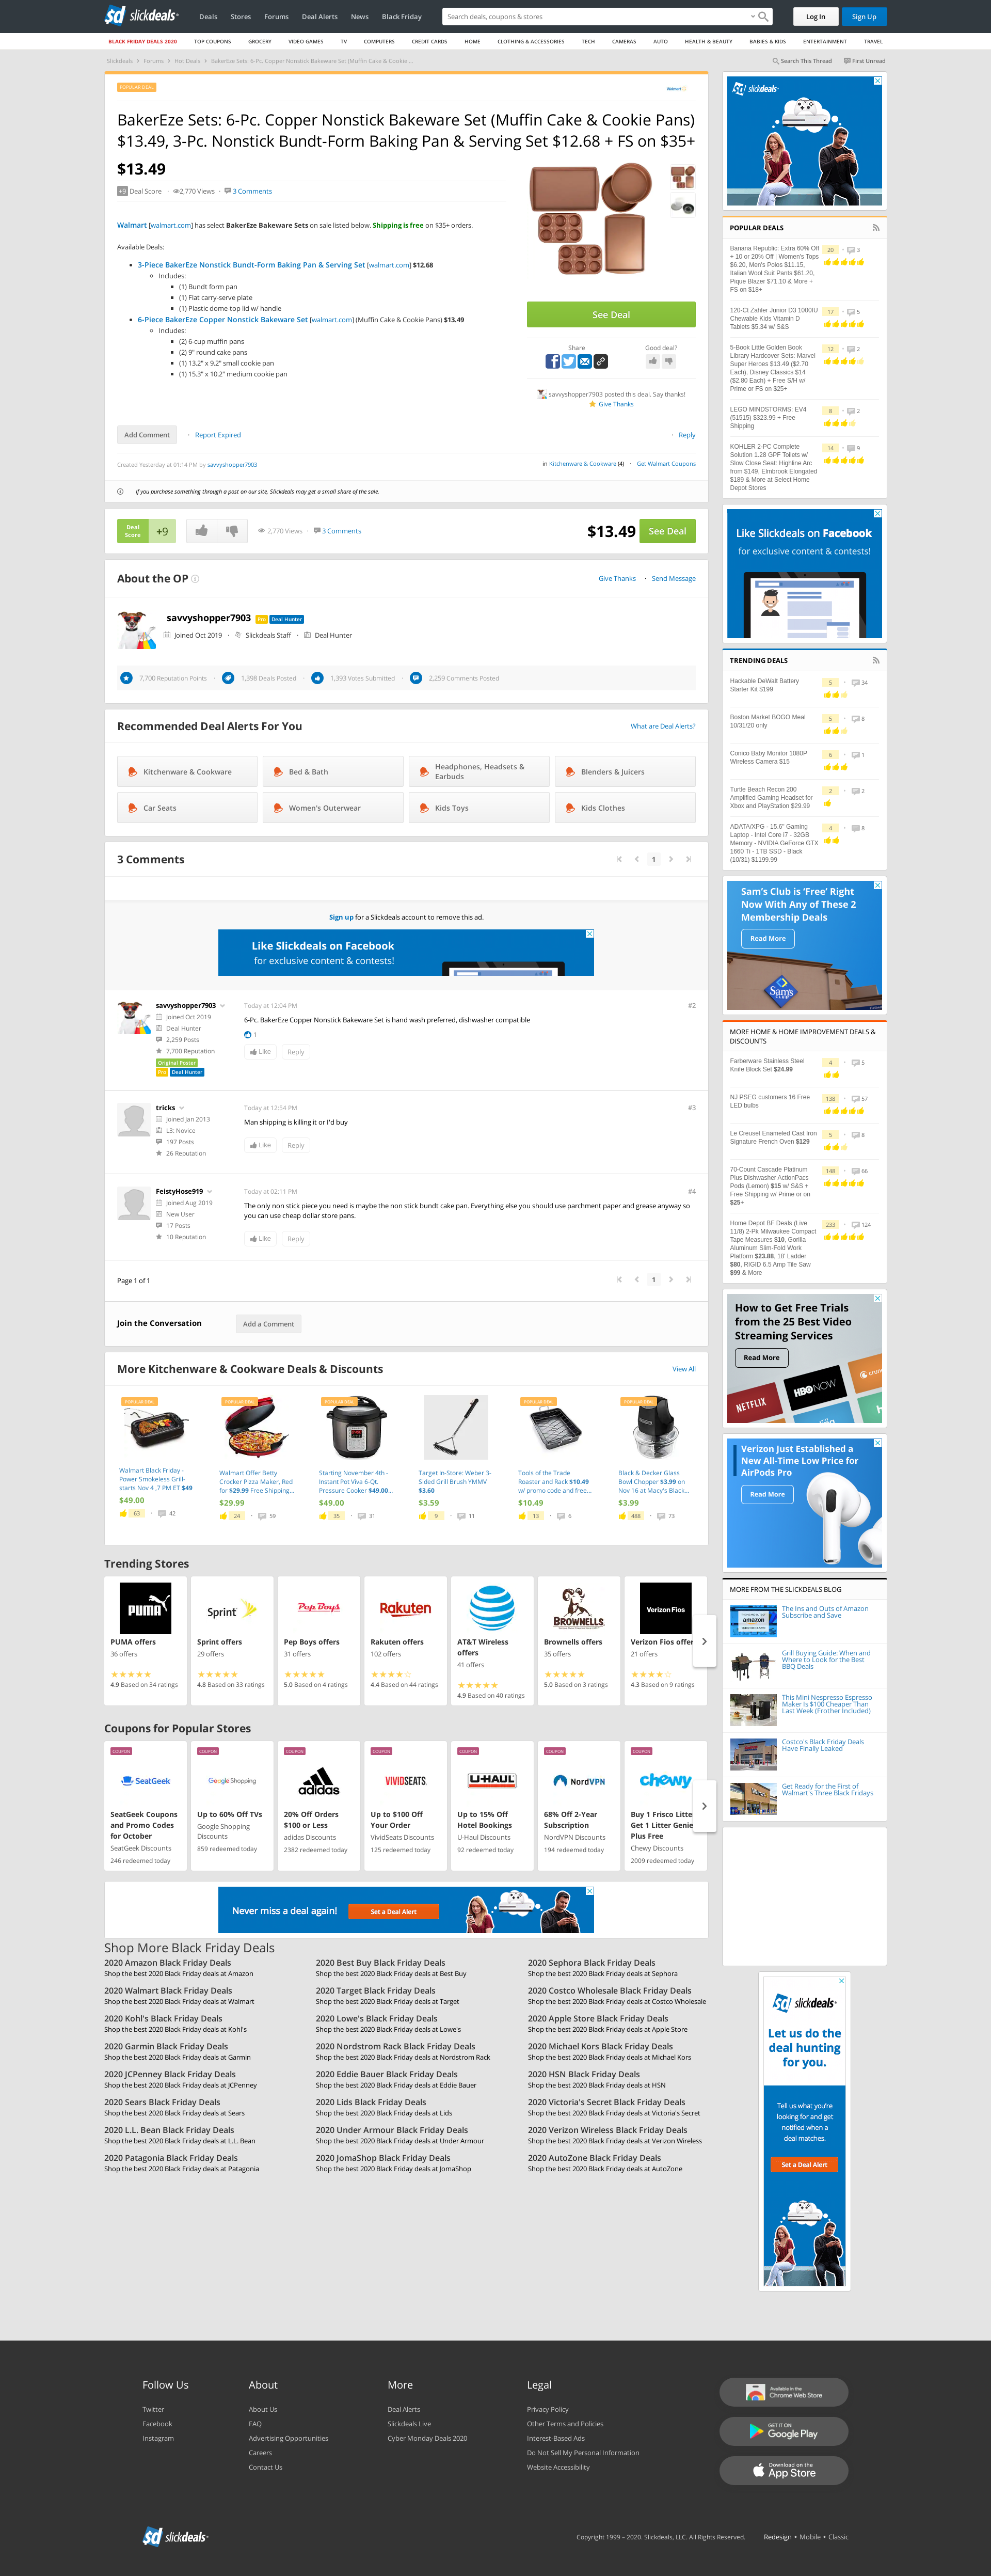 slickdeals
Deals
Stores
Forums
Deal Alerts
News
Black Friday
Search deals, coupons & stores
Log In
Sign Up
BLACK FRIDAY DEALS 2020
TOP COUPONS
GROCERY
VIDEO GAMES
TV
COMPUTERS
CREDIT CARDS
HOME
CLOTHING & ACCESSORIES
TECH
CAMERAS
AUTO
HEALTH & BEAUTY
BABIES & KIDS
ENTERTAINMENT
TRAVEL
Slickdeals
Forums
Hot Deals
BakerEze Sets: 6-Pc. Copper Nonstick Bakeware Set (Muffin Cake & Cookie ...
Search This Thread
First Unread
POPULAR DEAL
Walmart
BakerEze Sets: 6-Pc. Copper Nonstick Bakeware Set (Muffin Cake & Cookie Pans)
$13.49, 3-Pc. Nonstick Bundt-Form Baking Pan & Serving Set $12.68 + FS on $35+
$13.49
+9 Deal Score
2,770 Views
3 Comments
Walmart [walmart.com] has select BakerEze Bakeware Sets on sale listed below. Shipping is free on $35+ orders.
Available Deals:
3-Piece BakerEze Nonstick Bundt-Form Baking Pan & Serving Set [walmart.com] $12.68
Includes:
(1) Bundt form pan
(1) Flat carry-serve plate
(1) Plastic dome-top lid w/ handle
6-Piece BakerEze Copper Nonstick Bakeware Set [walmart.com] (Muffin Cake & Cookie Pans) $13.49
Includes:
(2) 6-cup muffin pans
(2) 9" round cake pans
(1) 13.2" x 9.2" small cookie pan
(1) 15.3" x 10.2" medium cookie pan
See Deal
Share
Good deal?
savvyshopper7903 posted this deal. Say thanks!
Give Thanks
Add Comment
Report Expired
Reply
Created Yesterday at 01:14 PM by savvyshopper7903
in Kitchenware & Cookware (4)
Get Walmart Coupons
If you purchase something through a post on our site, Slickdeals may get a small share of the sale.
Deal
Score
+9
2,770 Views
3 Comments
$13.49
See Deal
About the OP
Give Thanks
Send Message
savvyshopper7903
Pro
Deal Hunter
Joined Oct 2019
Slickdeals Staff
Deal Hunter
7,700 Reputation Points
1,398 Deals Posted
1,393 Votes Submitted
2,259 Comments Posted
Recommended Deal Alerts For You
What are Deal Alerts?
Kitchenware & Cookware
Bed & Bath
Headphones, Headsets &
Earbuds
Blenders & Juicers
Car Seats
Women's Outerwear
Kids Toys
Kids Clothes
3 Comments
1
Sign up for a Slickdeals account to remove this ad.
Like Slickdeals on Facebook
for exclusive content & contests!
savvyshopper7903
Joined Oct 2019
Deal Hunter
2,259 Posts
7,700 Reputation
Original Poster
Pro
Deal Hunter
Today at 12:04 PM
#2
6-Pc. BakerEze Copper Nonstick Bakeware Set is hand wash preferred, dishwasher compatible
1
Like
Reply
tricks
Joined Jan 2013
L3: Novice
197 Posts
26 Reputation
Today at 12:54 PM
#3
Man shipping is killing it or I'd buy
Like
Reply
FeistyHose919
Joined Aug 2019
New User
17 Posts
10 Reputation
Today at 02:11 PM
#4
The only non stick piece you need is maybe the non stick bundt cake pan. Everything else you should use parchment paper and grease anyway so
you can use cheap dollar store pans.
Like
Reply
Page 1 of 1
1
Join the Conversation
Add a Comment
More Kitchenware & Cookware Deals & Discounts
View All
POPULAR DEAL
Walmart Black Friday -
Power Smokeless Grill-
starts Nov 4 ,7 PM ET $49
$49.00
63
42
POPULAR DEAL
Walmart Offer Betty
Crocker Pizza Maker, Red
for $29.99 Free Shipping...
$29.99
24
59
POPULAR DEAL
Starting November 4th -
Instant Pot Viva 6-Qt.
Pressure Cooker $49.00...
$49.00
35
31
Target In-Store: Weber 3-
Sided Grill Brush YMMV
$3.60
$3.59
9
11
POPULAR DEAL
Tools of the Trade
Roaster and Rack $10.49
w/ promo code and free...
$10.49
13
6
POPULAR DEAL
Black & Decker Glass
Bowl Chopper $3.99 on
Nov 16 at Macy's Black...
$3.99
488
73
Trending Stores
PUMA
PUMA offers
36 offers
4.9 Based on 34 ratings
Sprint
Sprint offers
29 offers
4.8 Based on 33 ratings
Pep Boys
Pep Boys offers
31 offers
5.0 Based on 4 ratings
Rakuten
Rakuten offers
102 offers
4.4 Based on 44 ratings
AT&T Wireless
offers
41 offers
4.9 Based on 40 ratings
BROWNELLS
Brownells offers
35 offers
5.0 Based on 3 ratings
Verizon Fios
Verizon Fios offer
21 offers
4.3 Based on 9 ratings
Coupons for Popular Stores
COUPON
SeatGeek
SeatGeek Coupons
and Promo Codes
for October
SeatGeek Discounts
246 redeemed today
COUPON
Google Shopping
Up to 60% Off TVs
Google Shopping
Discounts
859 redeemed today
COUPON
adidas
20% Off Orders
$100 or Less
adidas Discounts
2382 redeemed today
COUPON
VIVIDSEATS
Up to $100 Off
Your Order
VividSeats Discounts
125 redeemed today
COUPON
U-HAUL
Up to 15% Off
Hotel Bookings
U-Haul Discounts
92 redeemed today
COUPON
NordVPN
68% Off 2-Year
Subscription
NordVPN Discounts
194 redeemed today
COUPON
chewy
Buy 1 Frisco Litter
Get 1 Litter Genie
Plus Free
Chewy Discounts
2009 redeemed today
Never miss a deal again!
Set a Deal Alert
Shop More Black Friday Deals
2020 Amazon Black Friday Deals
Shop the best 2020 Black Friday deals at Amazon
2020 Best Buy Black Friday Deals
Shop the best 2020 Black Friday deals at Best Buy
2020 Sephora Black Friday Deals
Shop the best 2020 Black Friday deals at Sephora
2020 Walmart Black Friday Deals
Shop the best 2020 Black Friday deals at Walmart
2020 Target Black Friday Deals
Shop the best 2020 Black Friday deals at Target
2020 Costco Wholesale Black Friday Deals
Shop the best 2020 Black Friday deals at Costco Wholesale
2020 Kohl's Black Friday Deals
Shop the best 2020 Black Friday deals at Kohl's
2020 Lowe's Black Friday Deals
Shop the best 2020 Black Friday deals at Lowe's
2020 Apple Store Black Friday Deals
Shop the best 2020 Black Friday deals at Apple Store
2020 Garmin Black Friday Deals
Shop the best 2020 Black Friday deals at Garmin
2020 Nordstrom Rack Black Friday Deals
Shop the best 2020 Black Friday deals at Nordstrom Rack
2020 Michael Kors Black Friday Deals
Shop the best 2020 Black Friday deals at Michael Kors
2020 JCPenney Black Friday Deals
Shop the best 2020 Black Friday deals at JCPenney
2020 Eddie Bauer Black Friday Deals
Shop the best 2020 Black Friday deals at Eddie Bauer
2020 HSN Black Friday Deals
Shop the best 2020 Black Friday deals at HSN
2020 Sears Black Friday Deals
Shop the best 2020 Black Friday deals at Sears
2020 Lids Black Friday Deals
Shop the best 2020 Black Friday deals at Lids
2020 Victoria's Secret Black Friday Deals
Shop the best 2020 Black Friday deals at Victoria's Secret
2020 L.L. Bean Black Friday Deals
Shop the best 2020 Black Friday deals at L.L. Bean
2020 Under Armour Black Friday Deals
Shop the best 2020 Black Friday deals at Under Armour
2020 Verizon Wireless Black Friday Deals
Shop the best 2020 Black Friday deals at Verizon Wireless
2020 Patagonia Black Friday Deals
Shop the best 2020 Black Friday deals at Patagonia
2020 JomaShop Black Friday Deals
Shop the best 2020 Black Friday deals at JomaShop
2020 AutoZone Black Friday Deals
Shop the best 2020 Black Friday deals at AutoZone
slickdeals
POPULAR DEALS
Banana Republic: Extra 60% Off
+ 10 or 20% Off | Women's Tops
$6.20, Men's Polos $11.15,
Italian Wool Suit Pants $61.20,
Pique Blazer $71.10 & More +
FS on $18+
20
3
120-Ct Zahler Junior D3 1000IU
Chewable Kids Vitamin D
Tablets $5.34 w/ S&S
17
5
5-Book Little Golden Book
Library Hardcover Sets: Marvel
Super Heroes $13.49 ($2.70
Each), Disney Classics $14
($2.80 Each) + Free S/H w/
Prime or FS on $25+
12
2
LEGO MINDSTORMS: EV4
(51515) $323.99 + Free
Shipping
8
2
KOHLER 2-PC Complete
Solution 1.28 GPF Toilets w/
Slow Close Seat: Highline Arc
from $149, Elmbrook Elongated
$189 & More at Select Home
Depot Stores
14
9
Like Slickdeals on Facebook
for exclusive content & contests!
TRENDING DEALS
Hackable DeWalt Battery
Starter Kit $199
5
34
Boston Market BOGO Meal
10/31/20 only
5
8
Conico Baby Monitor 1080P
Wireless Camera $15
6
1
Turtle Beach Recon 200
Amplified Gaming Headset for
Xbox and PlayStation $29.99
2
2
ADATA/XPG - 15.6" Gaming
Laptop - Intel Core i7 - 32GB
Memory - NVIDIA GeForce GTX
1660 Ti - 1TB SSD - Black
(10/31) $1199.99
4
8
Sam's Club is 'Free' Right
Now With Any of These 2
Membership Deals
Read More
Sam's
MORE HOME & HOME IMPROVEMENT DEALS &
DISCOUNTS
Farberware Stainless Steel
Knife Block Set $24.99
4
5
NJ PSEG customers 16 Free
LED bulbs
138
57
Le Creuset Enameled Cast Iron
Signature French Oven $129
5
8
70-Count Cascade Platinum
Plus Dishwasher ActionPacs
Pods (Lemon) $15 w/ S&S +
Free Shipping w/ Prime or on
$25+
148
66
Home Depot BF Deals (Live
11/8) 2-Pk Milwaukee Compact
Tape Measures $10, Gorilla
Aluminum Slim-Fold Work
Platform $23.88, 18' Ladder
$80, RIGID 6.5 Amp Tile Saw
$99 & More
233
124
How to Get Free Trials
from the 25 Best Video
Streaming Services
Read More
NETFLIX
HBO NOW
crunch
Verizon Just Established a
New All-Time Low Price for
AirPods Pro
Read More
MORE FROM THE SLICKDEALS BLOG
amazon
The Ins and Outs of Amazon
Subscribe and Save
Grill Buying Guide: When and
Where to Look for the Best
BBQ Deals
This Mini Nespresso Espresso
Maker Is $100 Cheaper Than
Last Week (Frother Included)
Costco's Black Friday Deals
Have Finally Leaked
Get Ready for the First of
Walmart's Three Black Fridays
slickdeals
Let us do the
deal hunting
for you.
Tell us what you're
looking for and get
notified when a
deal matches.
Set a Deal Alert
Follow Us
Twitter
Facebook
Instagram
About
About Us
FAQ
Advertising Opportunities
Careers
Contact Us
More
Deal Alerts
Slickdeals Live
Cyber Monday Deals 2020
Legal
Privacy Policy
Other Terms and Policies
Interest-Based Ads
Do Not Sell My Personal Information
Website Accessibility
Available in the
Chrome Web Store
GET IT ON
Google Play
Download on the
App Store
slickdeals
Copyright 1999 - 2020. Slickdeals, LLC. All Rights Reserved.
Redesign • Mobile • Classic